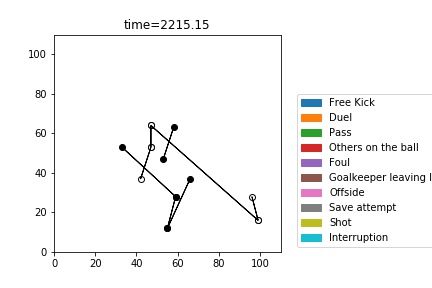 time=2215.15
100
80
60
40
20
0
0 20 40 60 80 100
Free Kick
Duel
Pass
Others on the ball
Foul
Goalkeeper leaving l
Offside
Save attempt
Shot
Interruption